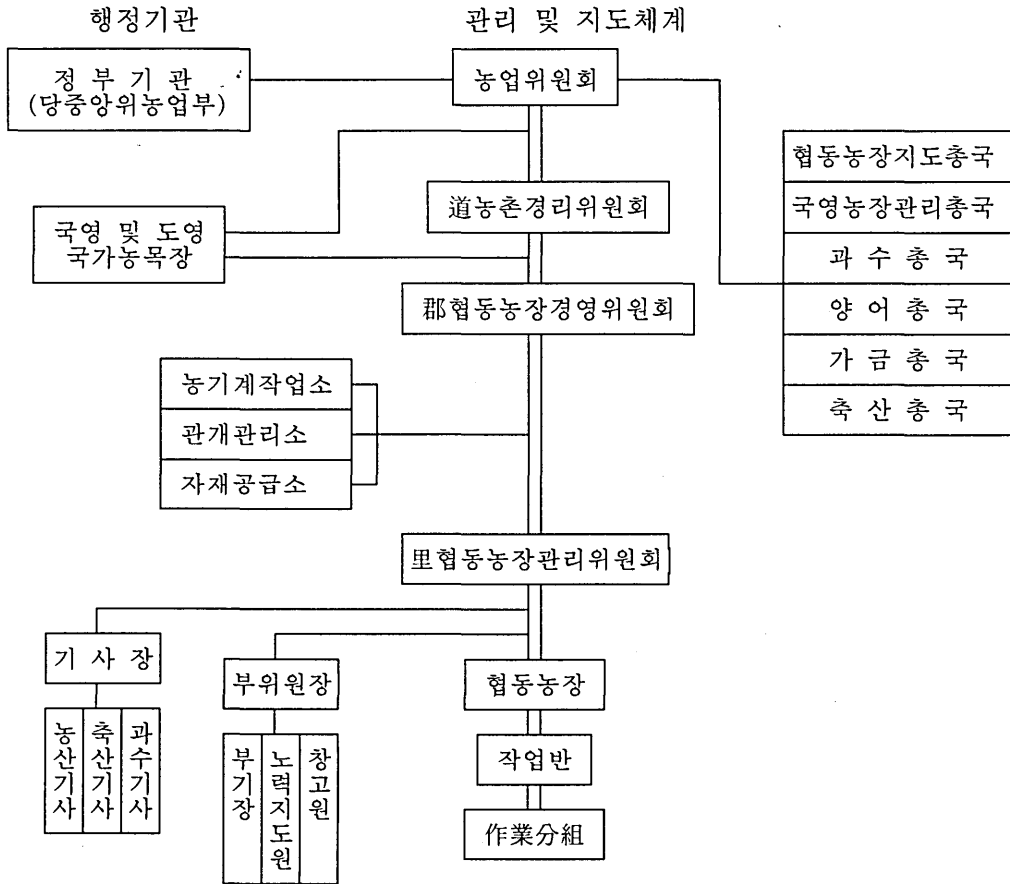 행정기관
관리 및 지도체계
정 부 기 관
(당중앙위농업부)
농업위원회
협동농장지도총국
국영농장관리총국
과 수 총 국
양 어 총 국
가 금 총 국
축 산 총 국
道농촌경리위원회
국영 및 도영
국가농목장
郡협동농장경영위원회
농기계작업소
관개관리소
자재공급소
里협동농장관리위원회
기 사 장
부위원장
협동농장
농산기사
축산기사
과수기사
부기장
노력지도원
창고원
작업반
作業分組